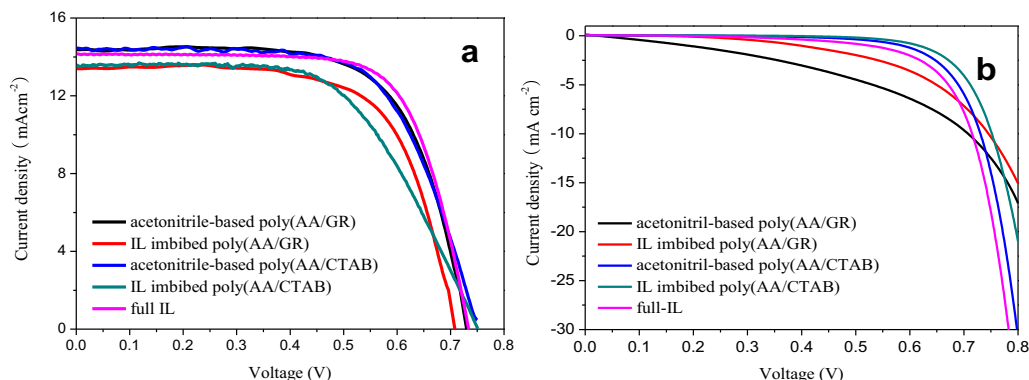 a
Current density ( mAcm-2)
16
12
8
4
0
acetonitrile-based poly(AA/GR)
IL imbibed poly(AA/GR)
acetonitrile-based poly(AA/CTAB)
IL imbibed poly(AA/CTAB)
full IL
0.0 0.1 0.2 0.3 0.4 0.5 0.6 0.7 0.8
Voltage (V)
b
Current density ( mA cm-2)
0
-5
-10
-15
-20
-25
-30
acetonitril-based poly(AA/GR)
IL imbibed poly(AA/GR)
acetonitril-based poly(AA/CTAB)
IL imbibed poly(AA/CTAB)
full-IL
0.0 0.1 0.2 0.3 0.4 0.5 0.6 0.7 0.8
Voltage (V)